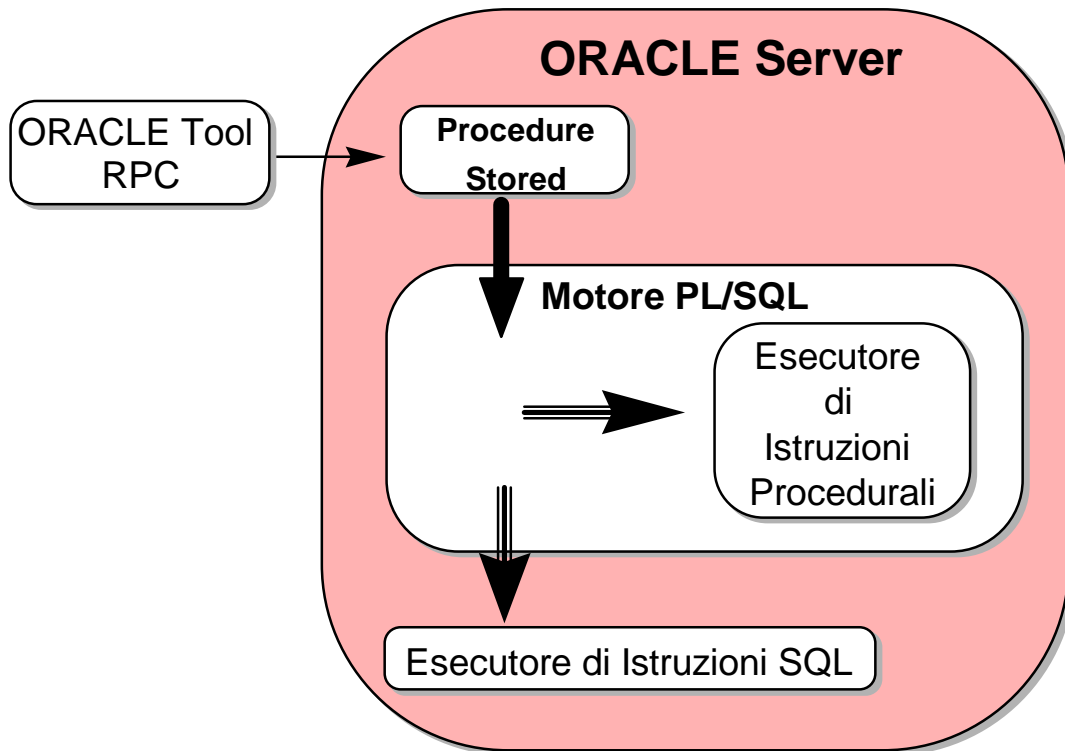 ORACLE Server
ORACLE Tool
RPC
Procedure
Stored
Motore PL/SQL
Esecutore
di
Istruzioni
Procedurali
Esecutore di Istruzioni SQL